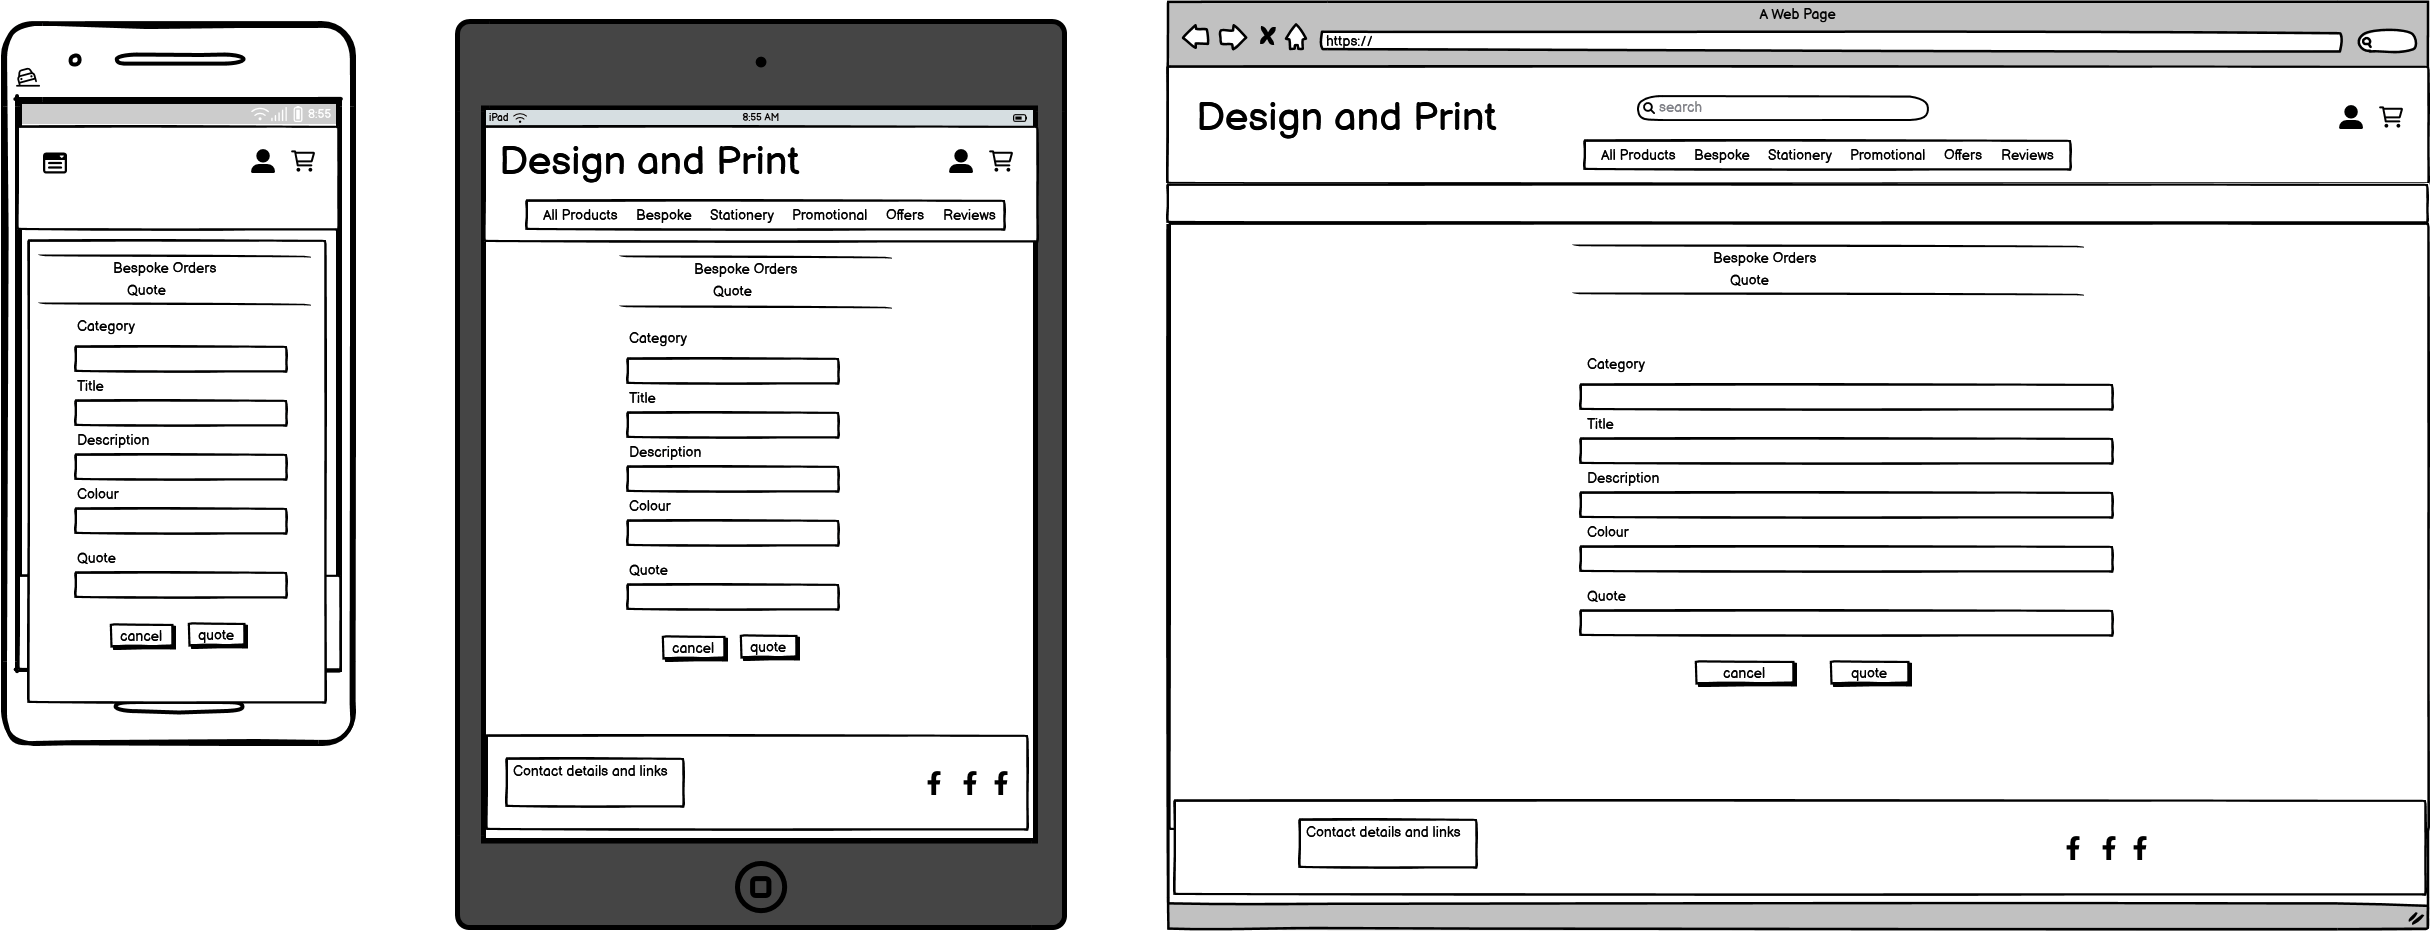 8:55
Bespoke Orders
Quote
Category
Title
Description
Colour
Quote
cancel quote
iPad 8:55 AM
Design and Print
All Products Bespoke Stationery Promotional Offers Reviews
Bespoke Orders
Quote
Category
Title
Description
Colour
Quote
cancel quote
Contact details and links
A Web Page
https://
search
Design and Print
All Products Bespoke Stationery Promotional Offers Reviews
Bespoke Orders
Quote
Category
Title
Description
Colour
Quote
cancel quote
Contact details and links